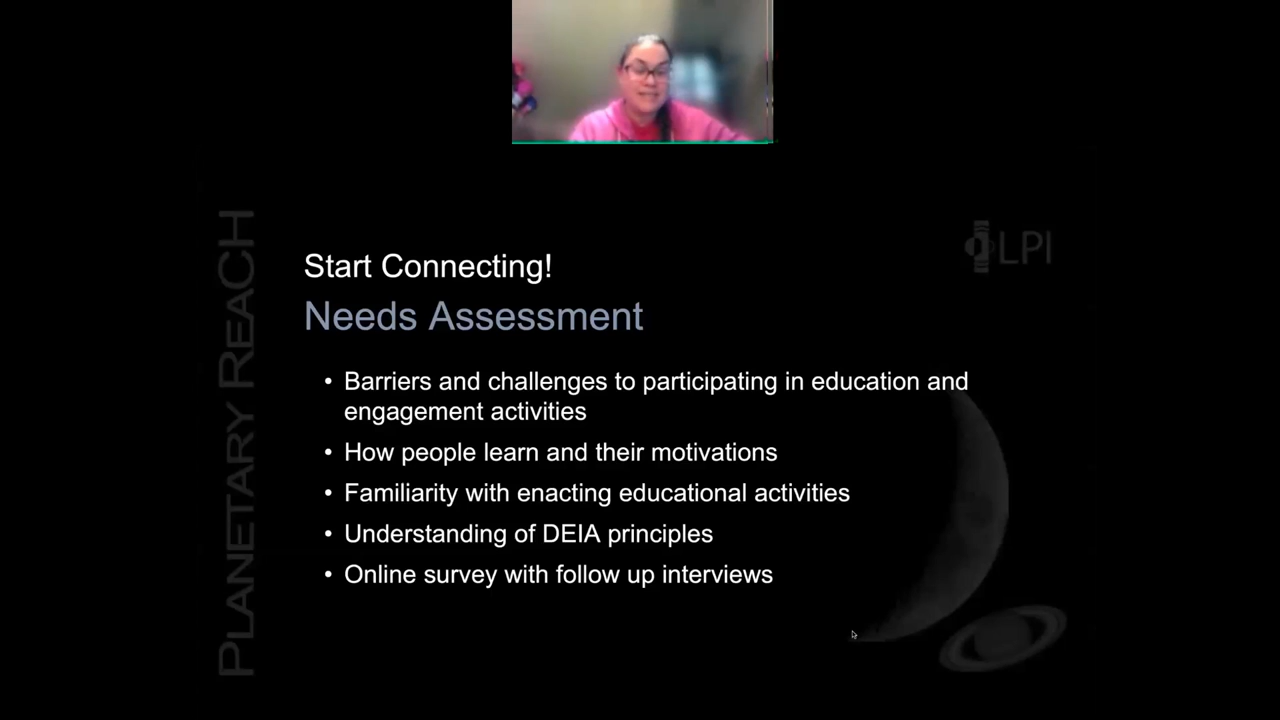 PLANETARY REACH
LPI
Start Connecting!
Needs Assessment
• Barriers and challenges to participating in education and
engagement activities
• How people learn and their motivations
• Familiarity with enacting educational activities
• Understanding of DEIA principles
• Online survey with follow up interviews